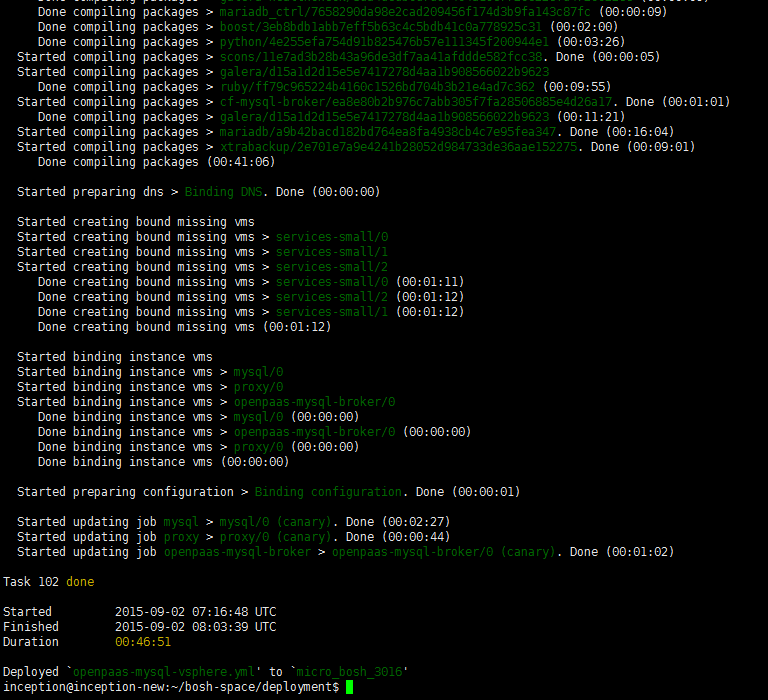 Done compiling packages > mariadb_ctrl/7658290da98e2cad209456f174d3b9fa143c87fc (00:00:09)
Done compiling packages > boost/3eb8bdb1abb7eff5b63c4c5bdb41c0a778925c31 (00:02:00)
Done compiling packages > python/4e255efa754d91b825476b57e111345f200944e1 (00:03:26)
Started compiling packages > scons/11e7ad3b28b43a96de3df7aa41afddde582fcc38. Done (00:00:05)
Started compiling packages > galera/d15a1d2d15e5e7417278d4aa1b908566022b9623
Done compiling packages > ruby/ff79c965224b4160c1526bd704b3b21e4ad7c362 (00:09:55)
Started compiling packages > cf-mysql-broker/ea8e80b2b976c7abb305f7fa28506885e4d26a17. Done (00:01:01)
Done compiling packages > galera/d15a1d2d15e5e7417278d4aa1b908566022b9623 (00:11:21)
Started compiling packages > mariadb/a9b42bacd182bd764ea8fa4938cb4c7e95fea347. Done (00:16:04)
Started compiling packages > xtrabackup/2e701e7a9e4241b28052d984733de36aae152275. Done (00:09:01)
Done compiling packages (00:41:06)
Started preparing dns > Binding DNS. Done (00:00:00)
Started creating bound missing vms
Started creating bound missing vms > services-small/0
Started creating bound missing vms > services-small/1
Started creating bound missing vms > services-small/2
Done creating bound missing vms > services-small/0 (00:01:11)
Done creating bound missing vms > services-small/2 (00:01:12)
Done creating bound missing vms > services-small/1 (00:01:12)
Done creating bound missing vms (00:01:12)
Started binding instance vms
Started binding instance vms > mysql/0
Started binding instance vms > proxy/0
Started binding instance vms > openpaas-mysql-broker/0
Done binding instance vms > mysql/0 (00:00:00)
Done binding instance vms > openpaas-mysql-broker/0 (00:00:00)
Done binding instance vms > proxy/0 (00:00:00)
Done binding instance vms (00:00:00)
Started preparing configuration > Binding configuration. Done (00:00:01)
Started updating job mysql > mysql/0 (canary). Done (00:02:27)
Started updating job proxy > proxy/0 (canary). Done (00:00:44)
Started updating job openpaas-mysql-broker > openpaas-mysql-broker/0 (canary). Done (00:01:02)
Task 102 done
Started 2015-09-02 07:16:48 UTC
Finished 2015-09-02 08:03:39 UTC
Duration 00:46:51
Deployed `openpaas-mysql-vsphere.yml' to `micro_bosh_3016'
inception@inception-new:~/bosh-space/deployment$